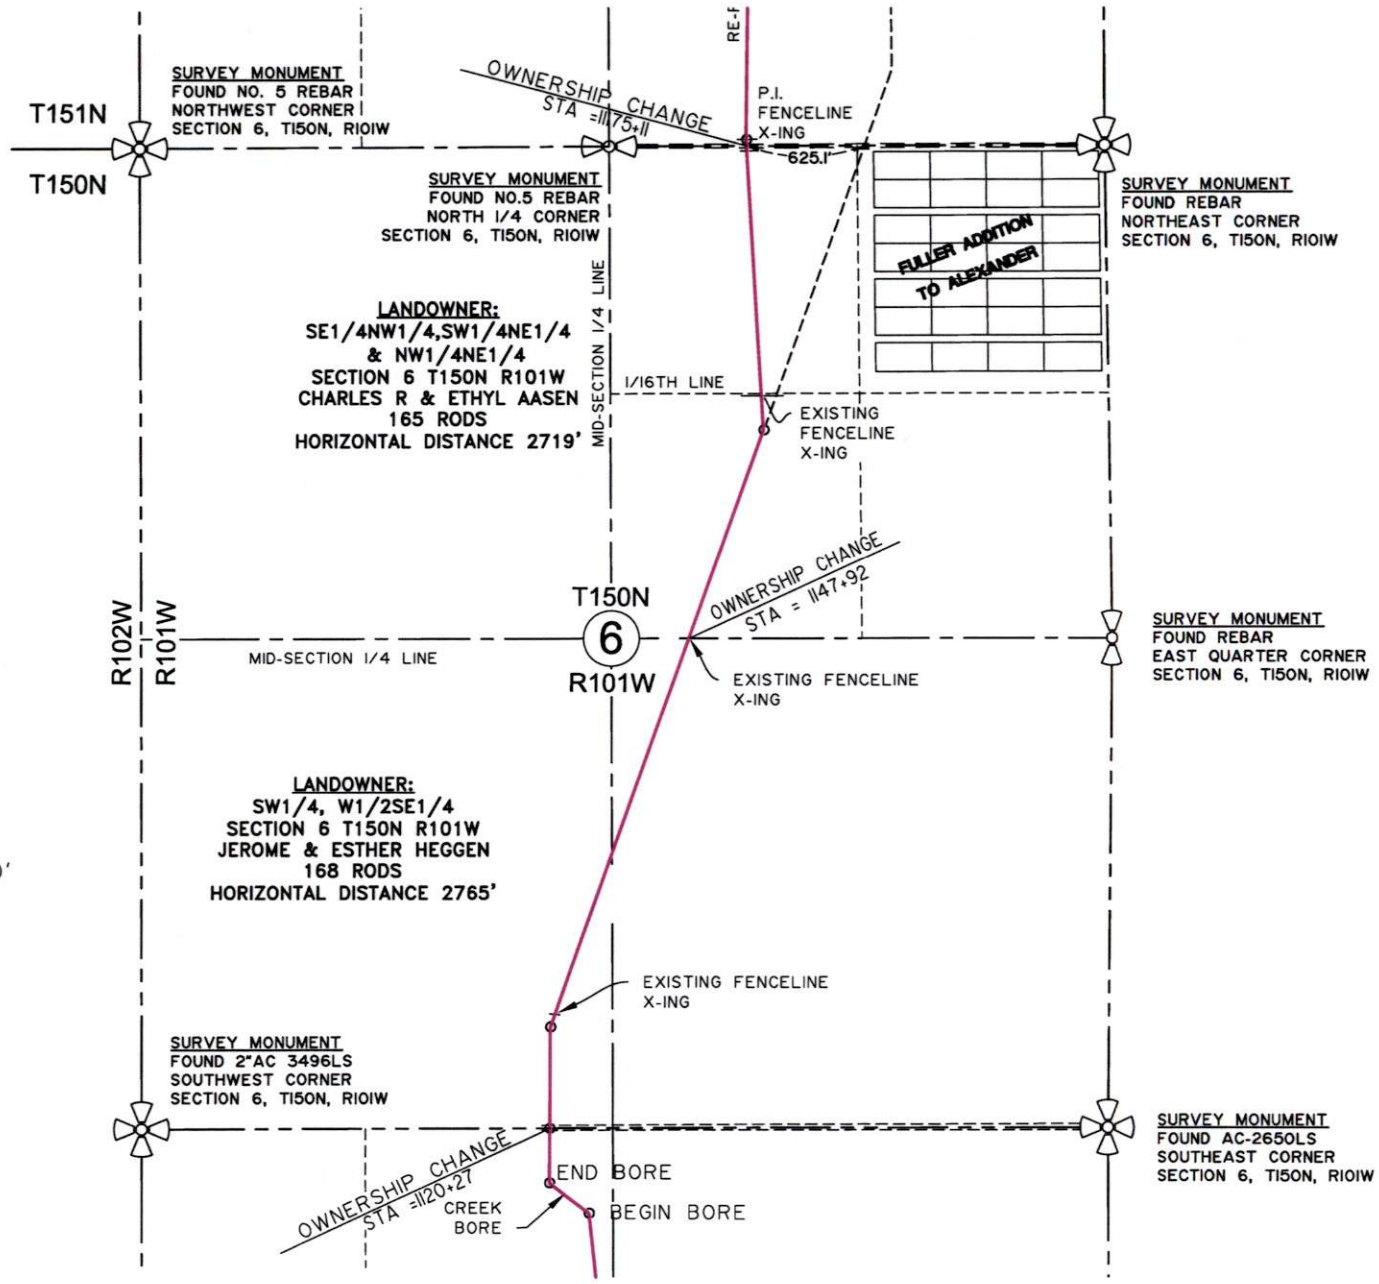 RE-
OWNERSHIP CHANGE
STA =1175+11
P.I.
FENCELINE
X-ING
625.1'
SURVEY MONUMENT
FOUND NO. 5 REBAR
NORTHWEST CORNER
SECTION 6, T150N, R101W
T151N
T150N
SURVEY MONUMENT
FOUND NO.5 REBAR
NORTH 1/4 CORNER
SECTION 6, T150N, R101W
SURVEY MONUMENT
FOUND REBAR
NORTHEAST CORNER
SECTION 6, T150N, R101W
FULLER ADDITION
TO ALEXANDER
MID-SECTION 1/4 LINE
LANDOWNER:
SE1/4NW1/4,SW1/4NE1/4
& NW1/4NE1/4
SECTION 6 T150N R101W
CHARLES R & ETHYL AASEN
165 RODS
HORIZONTAL DISTANCE 2719'
1/16TH LINE
EXISTING
FENCELINE
X-ING
OWNERSHIP CHANGE
STA = 1147+92
T150N
6
R101W
R102W
R101W
MID-SECTION 1/4 LINE
EXISTING FENCELINE
X-ING
SURVEY MONUMENT
FOUND REBAR
EAST QUARTER CORNER
SECTION 6, T150N, R101W
LANDOWNER:
SW1/4, W1/2SE1/4
SECTION 6 T150N R101W
JEROME & ESTHER HEGGEN
168 RODS
HORIZONTAL DISTANCE 2765'
EXISTING FENCELINE
X-ING
SURVEY MONUMENT
FOUND 2"AC 3496LS
SOUTHWEST CORNER
SECTION 6, T150N, R101W
OWNERSHIP CHANGE
STA =1120+27
END BORE
CREEK
BORE
BEGIN BORE
SURVEY MONUMENT
FOUND AC-2650LS
SOUTHEAST CORNER
SECTION 6, T150N, R101W